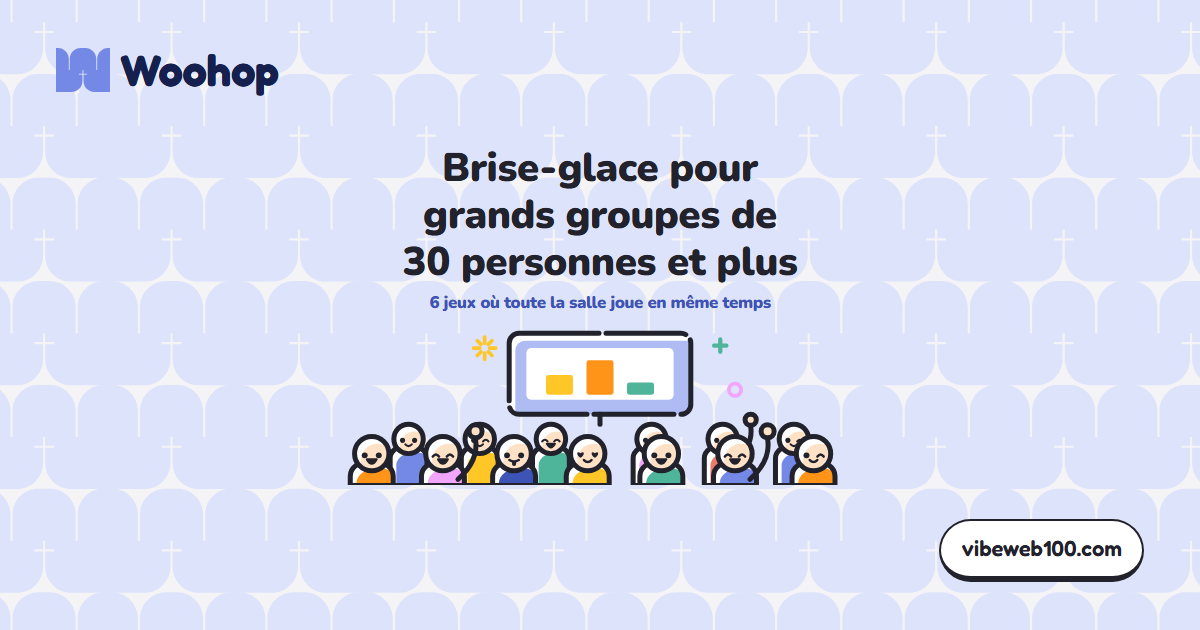 Woohop
Brise-glace pour
grands groupes de
30 personnes et plus
6 jeux où toute la salle joue en même temps
vibeweb100.com